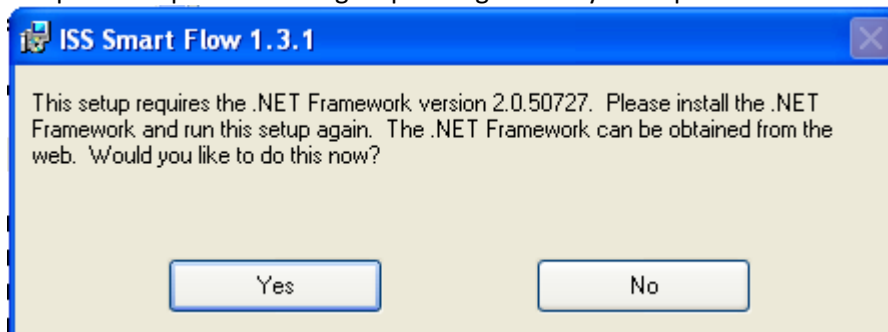 ISS Smart Flow 1.3.1
This setup requires the .NET Framework version 2.0.50727.  Please install the .NET
Framework and run this setup again.  The .NET Framework can be obtained from the
web.  Would you like to do this now?
Yes
No